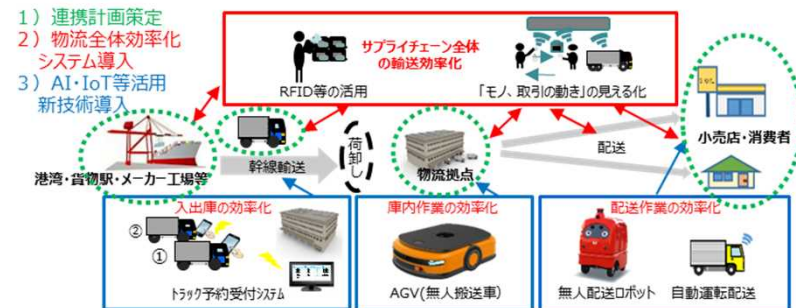 1）連携計画策定
2）物流全体効率化
システム導入
3）AI・IoT等活用
新技術導入
サプライチェーン全体
の輸送効率化
RFID等の活用
「モノ、取引の動き」の見える化
港湾・貨物駅・メーカー工場等
幹線輸送
荷卸し
物流拠点
配送
小売店・消費者
入出庫の効率化
②
①
トラック予約受付システム
庫内作業の効率化
AGV(無人搬送車)
配送作業の効率化
無人配送ロボット
自動運転配送